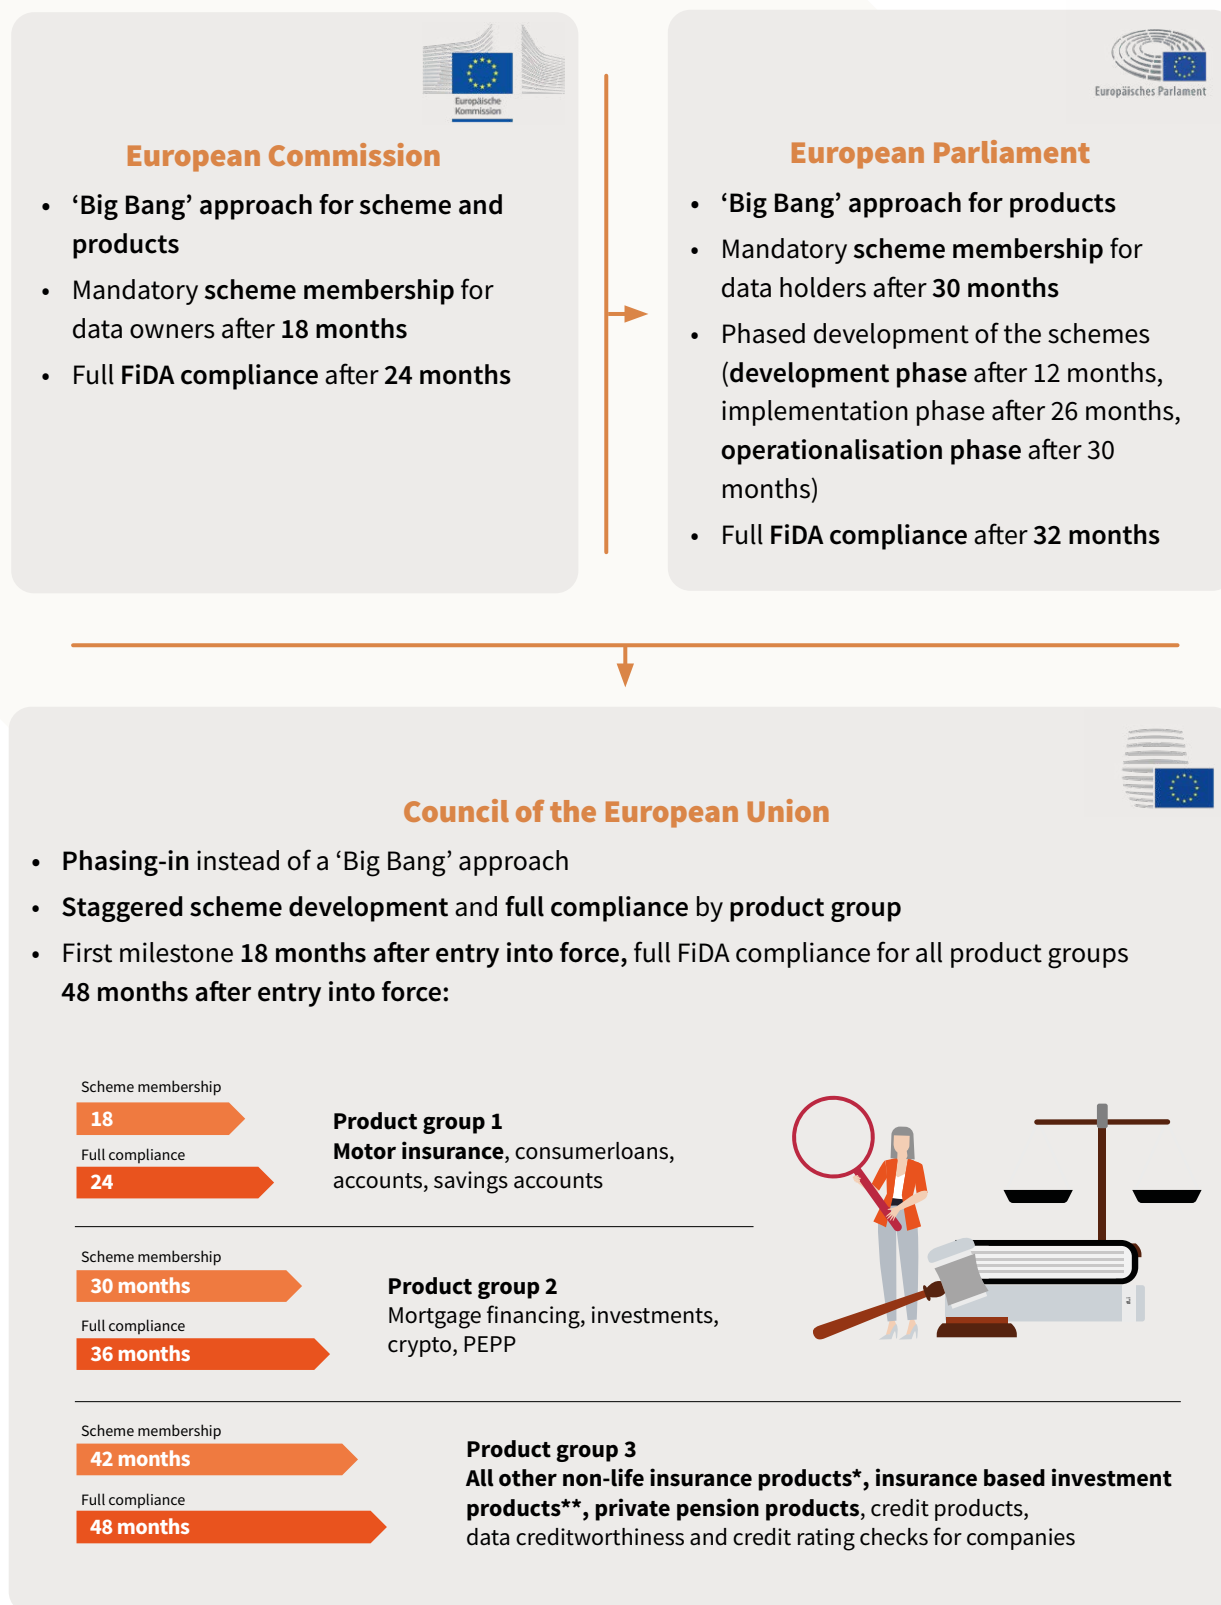 Europäische
Kommission
European Commission
• ‘Big Bang’ approach for scheme and
products
• Mandatory scheme membership for
data owners after 18 months
• Full FiDA compliance after 24 months
Europäisches Parlament
European Parliament
• ‘Big Bang’ approach for products
• Mandatory scheme membership for
data holders after 30 months
• Phased development of the schemes
(development phase after 12 months,
implementation phase after 26 months,
operationalisation phase after 30
months)
• Full FiDA compliance after 32 months
Council of the European Union
• Phasing-in instead of a ‘Big Bang’ approach
• Staggered scheme development and full compliance by product group
• First milestone 18 months after entry into force, full FiDA compliance for all product groups
48 months after entry into force:
Scheme membership
18
Full compliance
24
Product group 1
Motor insurance, consumerloans,
accounts, savings accounts
Scheme membership
30 months
Full compliance
36 months
Product group 2
Mortgage financing, investments,
crypto, PEPP
Scheme membership
42 months
Full compliance
48 months
Product group 3
All other non-life insurance products*, insurance based investment
products**, private pension products, credit products,
data creditworthiness and credit rating checks for companies